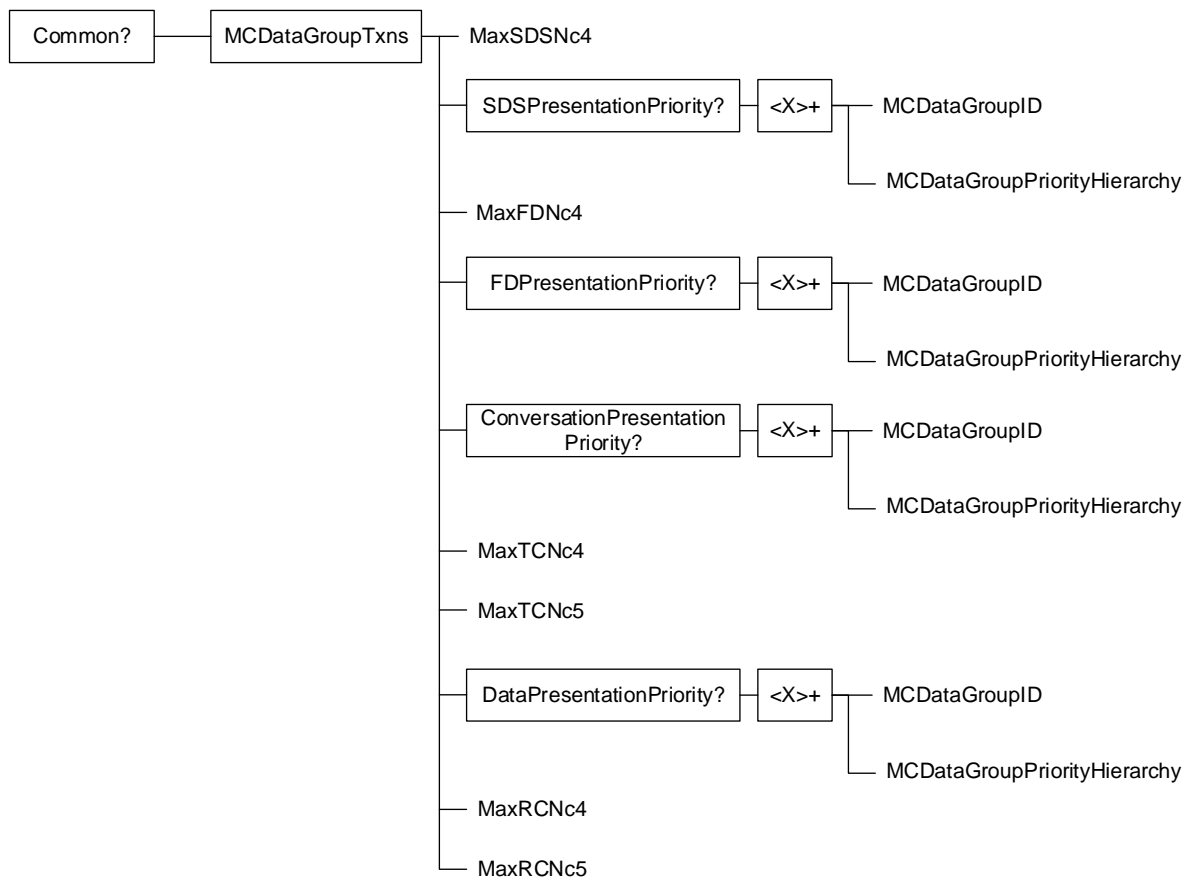 Common?
MCDataGroupTxns
MaxSDSNc4
SDSPresentationPriority?
<X>+
MCDataGroupID
MCDataGroupPriorityHierarchy
MaxFDNc4
FDPresentationPriority?
<X>+
MCDataGroupID
MCDataGroupPriorityHierarchy
ConversationPresentation
Priority?
<X>+
MCDataGroupID
MCDataGroupPriorityHierarchy
MaxTCNc4
MaxTCNc5
DataPresentationPriority?
<X>+
MCDataGroupID
MCDataGroupPriorityHierarchy
MaxRCNc4
MaxRCNc5